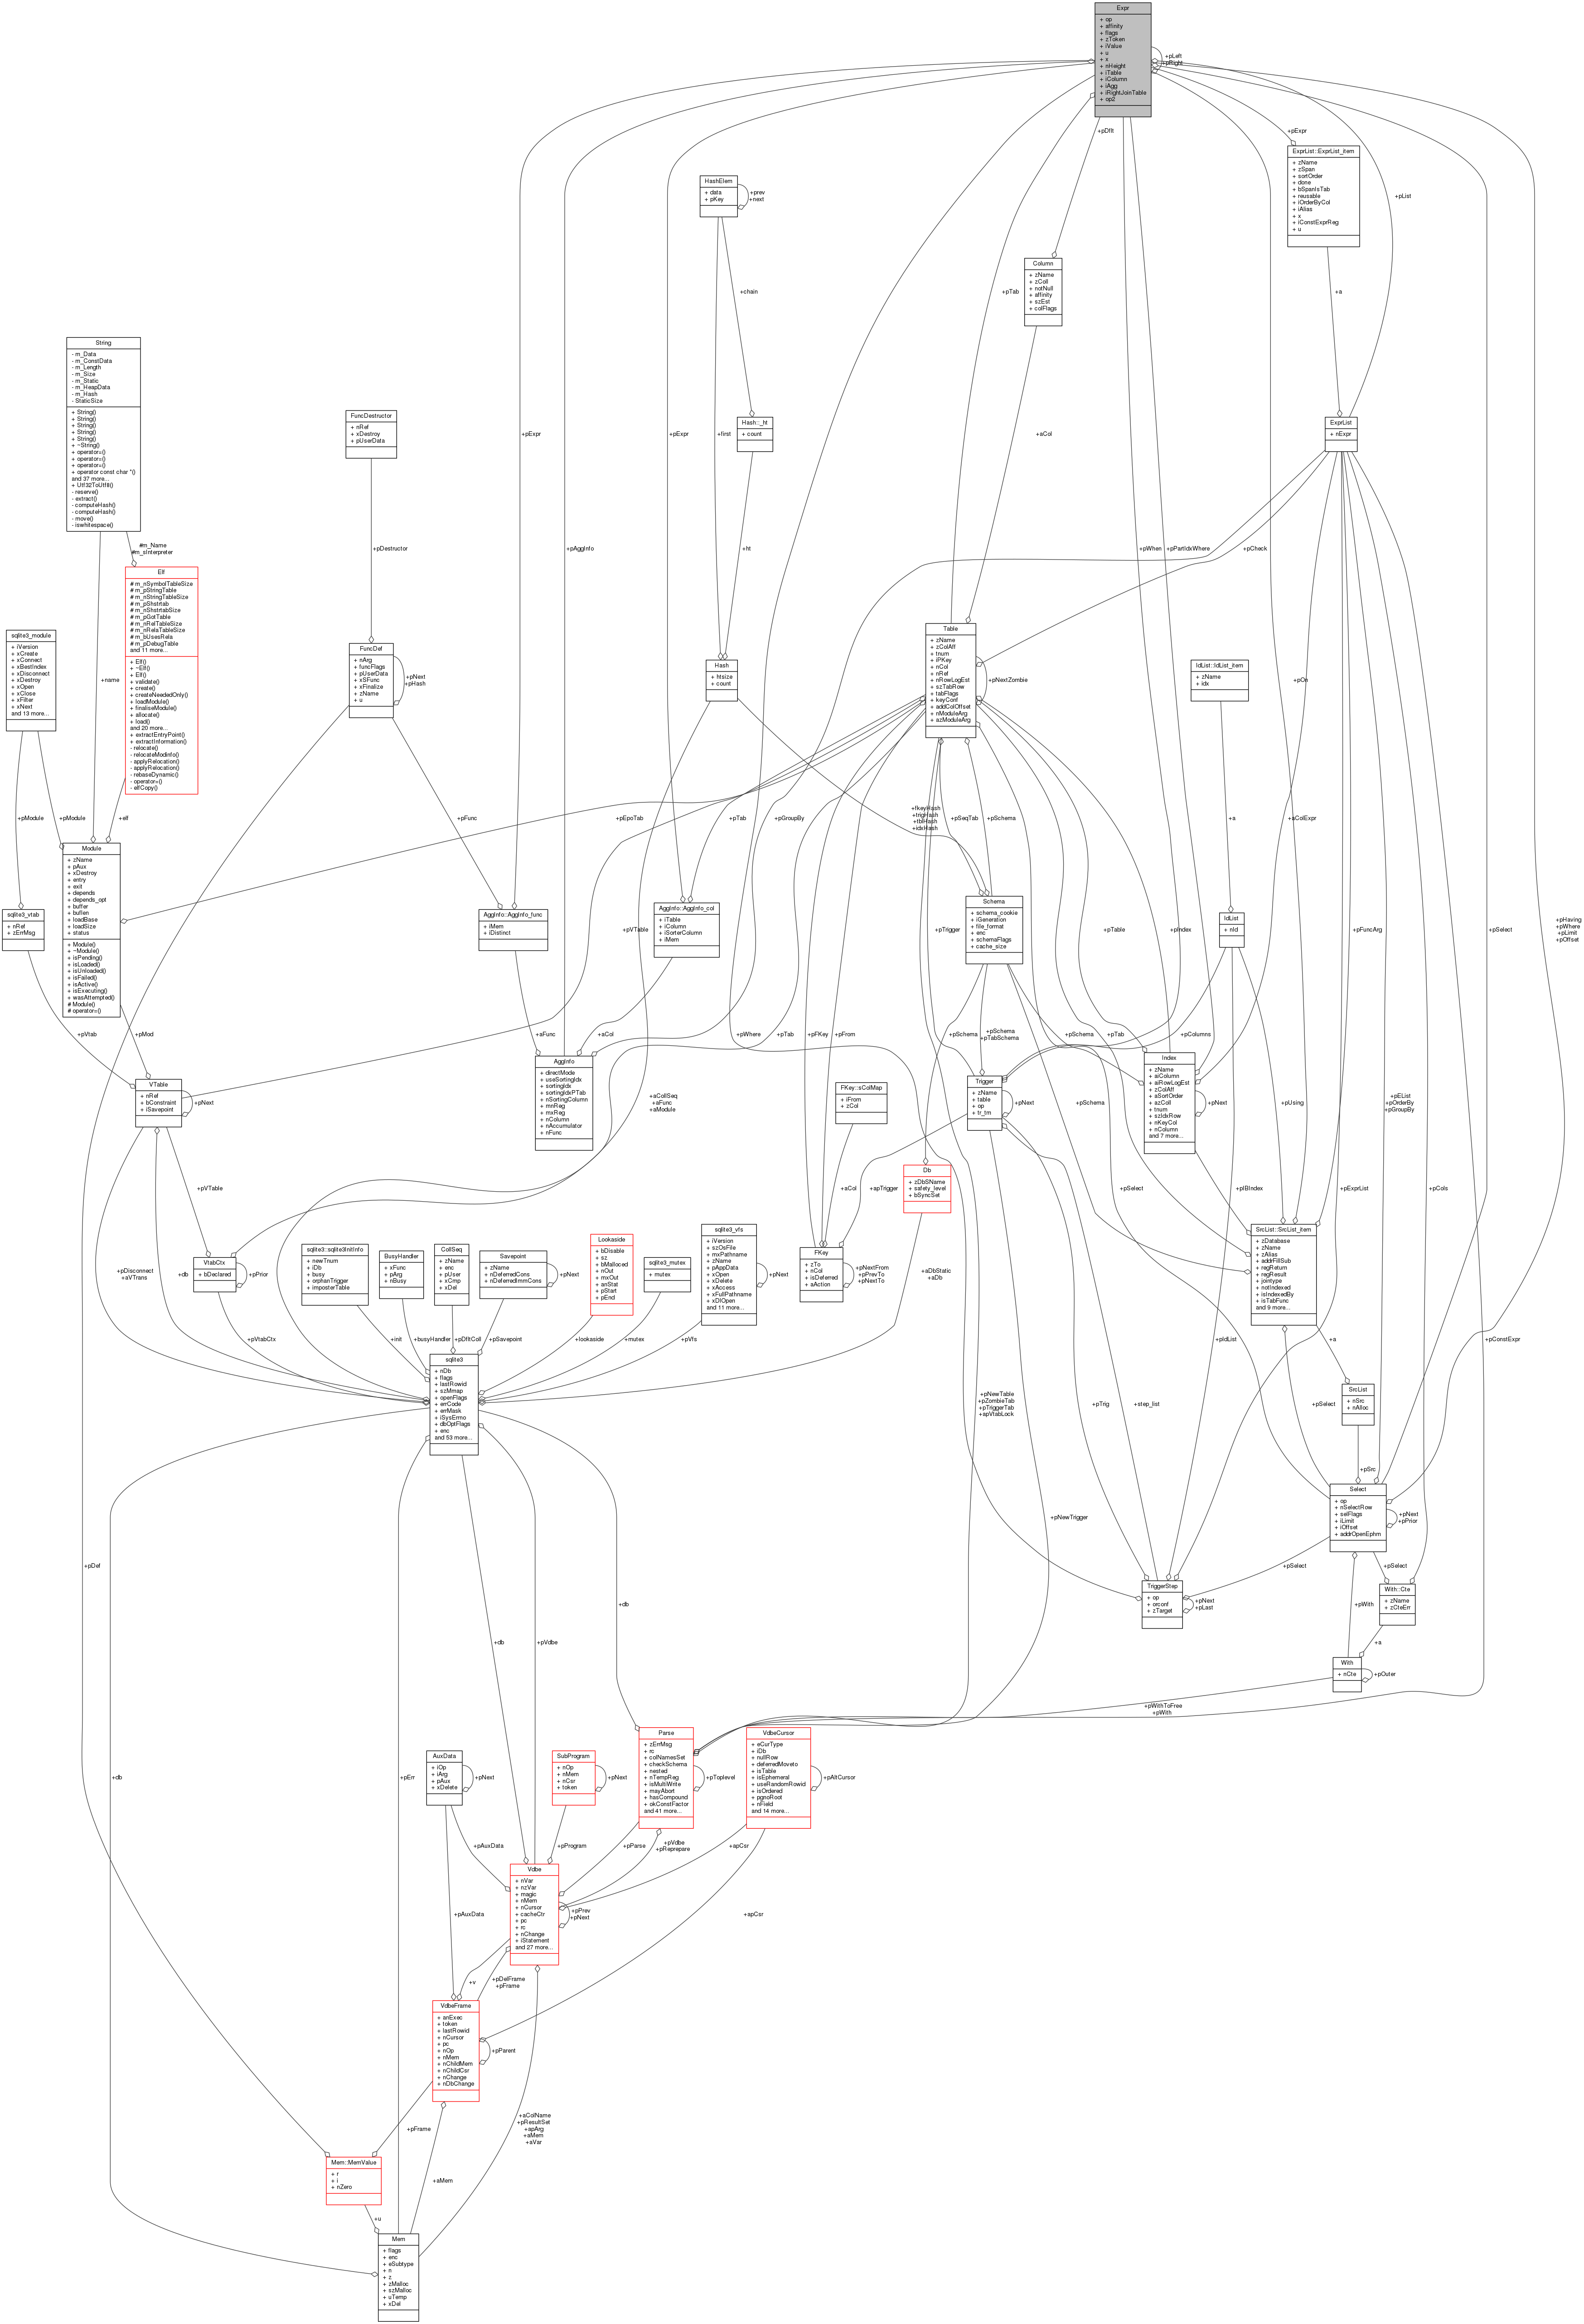 Expr
+ op
+ affinity
+ flags
+ zToken
+ iValue
+ u
+ x
+ nHeight
+ iTable
+ iColumn
+ iAgg
+ iRightJoinTable
+ op2
+pLeft
+pRight
+pDflt
+pExpr
ExprList::ExprList_item
+ zName
+ zSpan
+ sortOrder
+ done
+ bSpanIsTab
+ reusable
+ iOrderByCol
+ iAlias
+ x
+ iConstExprReg
+ u
+pList
HashElem
+ data
+ pKey
+prev
+next
Column
+ zName
+ zColl
+ notNull
+ affinity
+ szEst
+ colFlags
+pTab
+chain
+a
String
- m_Data
- m_ConstData
- m_Length
- m_Size
- m_Static
- m_HeapData
- m_Hash
- StaticSize
+ String()
+ String()
+ String()
+ String()
+ String()
+ ~String()
+ operator=()
+ operator=()
+ operator=()
+ operator const char *()
and 37 more...
+ Utf32ToUtf8()
- reserve()
- extract()
- computeHash()
- computeHash()
- move()
- iswhitespace()
FuncDestructor
+ nRef
+ xDestroy
+ pUserData
+pExpr
+pExpr
+first
Hash::_ht
+ count
+aCol
ExprList
+ nExpr
#m_Name
#m_sInterpreter
+pDestructor
+pAggInfo
+ht
+pWhen
+pPartIdxWhere
+pCheck
Elf
# m_nSymbolTableSize
# m_pStringTable
# m_nStringTableSize
# m_pShstrtab
# m_nShstrtabSize
# m_pGotTable
# m_nRelTableSize
# m_nRelaTableSize
# m_bUsesRela
# m_pDebugTable
and 11 more...
+ Elf()
+ ~Elf()
+ Elf()
+ validate()
+ create()
+ createNeededOnly()
+ loadModule()
+ finaliseModule()
+ allocate()
+ load()
and 20 more...
+ extractEntryPoint()
+ extractInformation()
- relocate()
- relocateModinfo()
- applyRelocation()
- applyRelocation()
- rebaseDynamic()
- operator=()
- elfCopy()
sqlite3_module
+ iVersion
+ xCreate
+ xConnect
+ xBestIndex
+ xDisconnect
+ xDestroy
+ xOpen
+ xClose
+ xFilter
+ xNext
and 13 more...
+name
FuncDef
+ nArg
+ funcFlags
+ pUserData
+ xSFunc
+ xFinalize
+ zName
+ u
+pNext
+pHash
Hash
+ htsize
+ count
Table
+ zName
+ zColAff
+ tnum
+ iPKey
+ nCol
+ nRef
+ nRowLogEst
+ szTabRow
+ tabFlags
+ keyConf
+ addColOffset
+ nModuleArg
+ azModuleArg
+pNextZombie
IdList::IdList_item
+ zName
+ idx
+pOn
+pModule
+pModule
+elf
+pFunc
+pEpoTab
+pTab
+pGroupBy
+fkeyHash
+trigHash
+tblHash
+idxHash
+pSeqTab
+pSchema
+a
+aColExpr
Module
+ zName
+ pAux
+ xDestroy
+ entry
+ exit
+ depends
+ depends_opt
+ buffer
+ buflen
+ loadBase
+ loadSize
+ status
+ Module()
+ ~Module()
+ isPending()
+ isLoaded()
+ isUnloaded()
+ isFailed()
+ isActive()
+ isExecuting()
+ wasAttempted()
# Module()
# operator=()
sqlite3_vtab
+ nRef
+ zErrMsg
AggInfo::AggInfo_func
+ iMem
+ iDistinct
AggInfo::AggInfo_col
+ iTable
+ iColumn
+ iSorterColumn
+ iMem
Schema
+ schema_cookie
+ iGeneration
+ file_format
+ enc
+ schemaFlags
+ cache_size
IdList
+ nId
+pVTable
+pTrigger
+pTable
+pIndex
+pFuncArg
+pSelect
+pHaving
+pWhere
+pLimit
+pOffset
+pVtab
+pMod
+aFunc
+aCol
+pWhere
+pTab
+pFKey
+pFrom
+pSchema
+pSchema
+pTabSchema
+pSchema
+pTab
+pColumns
VTable
+ nRef
+ bConstraint
+ iSavepoint
+pNext
AggInfo
+ directMode
+ useSortingIdx
+ sortingIdx
+ sortingIdxPTab
+ nSortingColumn
+ mnReg
+ mxReg
+ nColumn
+ nAccumulator
+ nFunc
+aCollSeq
+aFunc
+aModule
FKey::sColMap
+ iFrom
+ zCol
Trigger
+ zName
+ table
+ op
+ tr_tm
+pNext
Index
+ zName
+ aiColumn
+ aiRowLogEst
+ zColAff
+ aSortOrder
+ azColl
+ tnum
+ szIdxRow
+ nKeyCol
+ nColumn
and 7 more...
+pNext
+pSchema
+pUsing
+pEList
+pOrderBy
+pGroupBy
+pVTable
+aCol
+apTrigger
Db
+ zDbSName
+ safety_level
+ bSyncSet
+pSelect
+pIBIndex
+pExprList
+pCols
+pDisconnect
+aVTrans
+db
VtabCtx
+ bDeclared
+pPrior
sqlite3::sqlite3InitInfo
+ newTnum
+ iDb
+ busy
+ orphanTrigger
+ imposterTable
BusyHandler
+ xFunc
+ pArg
+ nBusy
CollSeq
+ zName
+ enc
+ pUser
+ xCmp
+ xDel
Savepoint
+ zName
+ nDeferredCons
+ nDeferredImmCons
+pNext
Lookaside
+ bDisable
+ sz
+ bMalloced
+ nOut
+ mxOut
+ anStat
+ pStart
+ pEnd
sqlite3_mutex
+ mutex
sqlite3_vfs
+ iVersion
+ szOsFile
+ mxPathname
+ zName
+ pAppData
+ xOpen
+ xDelete
+ xAccess
+ xFullPathname
+ xDlOpen
and 11 more...
+pNext
FKey
+ zTo
+ nCol
+ isDeferred
+ aAction
+pNextFrom
+pPrevTo
+pNextTo
+aDbStatic
+aDb
SrcList::SrcList_item
+ zDatabase
+ zName
+ zAlias
+ addrFillSub
+ regReturn
+ regResult
+ jointype
+ notIndexed
+ isIndexedBy
+ isTabFunc
and 9 more...
+pVtabCtx
+init
+busyHandler
+pDfltColl
+pSavepoint
+lookaside
+mutex
+pVfs
+pIdList
+a
+pConstExpr
sqlite3
+ nDb
+ flags
+ lastRowid
+ szMmap
+ openFlags
+ errCode
+ errMask
+ iSysErrno
+ dbOptFlags
+ enc
and 53 more...
+pNewTable
+pZombieTab
+pTriggerTab
+apVtabLock
+pTrig
+step_list
+pSelect
SrcList
+ nSrc
+ nAlloc
+pSrc
Select
+ op
+ nSelectRow
+ selFlags
+ iLimit
+ iOffset
+ addrOpenEphm
+pNext
+pPrior
+pNewTrigger
+pDef
+pSelect
+pSelect
TriggerStep
+ op
+ orconf
+ zTarget
+pNext
+pLast
With::Cte
+ zName
+ zCteErr
+db
+db
+pVdbe
+pWith
+a
With
+ nCte
+pOuter
+pWithToFree
+pWith
+db
+pErr
AuxData
+ iOp
+ iArg
+ pAux
+ xDelete
+pNext
SubProgram
+ nOp
+ nMem
+ nCsr
+ token
+pNext
Parse
+ zErrMsg
+ rc
+ colNamesSet
+ checkSchema
+ nested
+ nTempReg
+ isMultiWrite
+ mayAbort
+ hasCompound
+ okConstFactor
and 41 more...
+pToplevel
VdbeCursor
+ eCurType
+ iDb
+ nullRow
+ deferredMoveto
+ isTable
+ isEphemeral
+ useRandomRowid
+ isOrdered
+ pgnoRoot
+ nField
and 14 more...
+pAltCursor
+pAuxData
+pProgram
+pParse
+pVdbe
+pReprepare
+apCsr
Vdbe
+ nVar
+ nzVar
+ magic
+ nMem
+ nCursor
+ cacheCtr
+ pc
+ rc
+ nChange
+ iStatement
and 27 more...
+pPrev
+pNext
+pAuxData
+apCsr
+v
+pDelFrame
+pFrame
VdbeFrame
+ anExec
+ token
+ lastRowid
+ nCursor
+ pc
+ nOp
+ nMem
+ nChildMem
+ nChildCsr
+ nChange
+ nDbChange
+pParent
+pFrame
+aColName
+pResultSet
+apArg
+aMem
+aVar
Mem::MemValue
+ r
+ i
+ nZero
+aMem
+u
Mem
+ flags
+ enc
+ eSubtype
+ n
+ z
+ zMalloc
+ szMalloc
+ uTemp
+ xDel